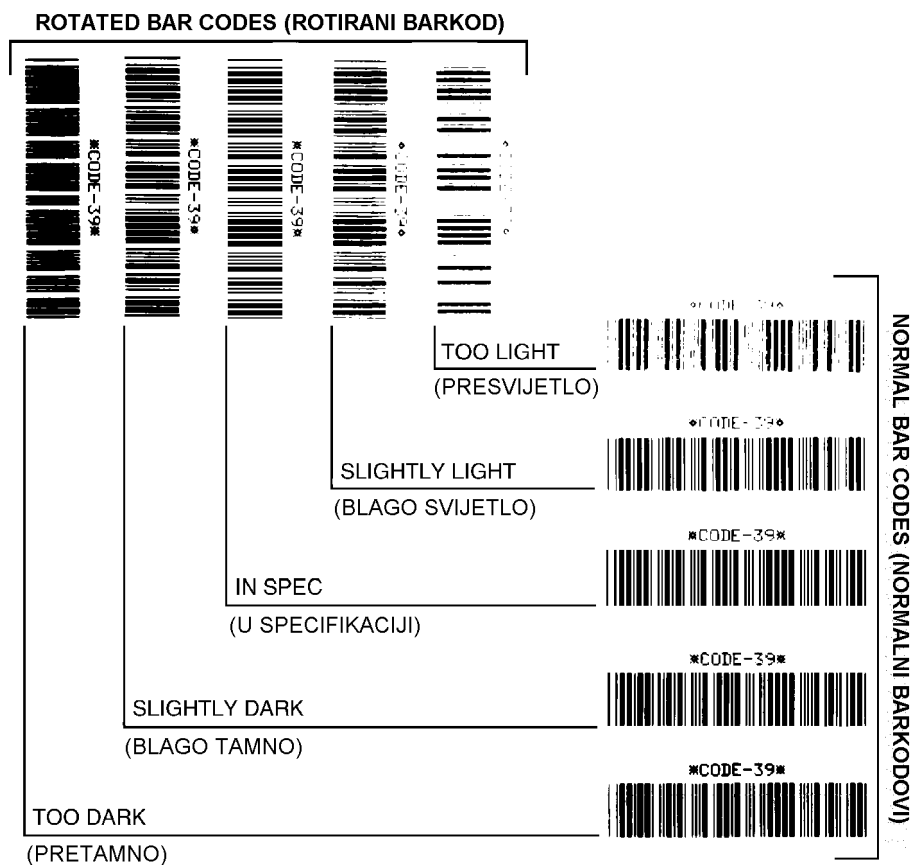 ROTATED BAR CODES (ROTIRANI BARKOD)
*CODE-39*
*CODE-39*
*CODE-39*
TOO LIGHT
(PRESVIJETLO)
SLIGHTLY LIGHT
(BLAGO SVIJETLO)
*CODE-39*
IN SPEC
(U SPECIFIKACIJI)
*CODE-39*
SLIGHTLY DARK
(BLAGO TAMNO)
*CODE-39*
TOO DARK
(PRETAMNO)
NORMAL BAR CODES (NORMALNI BARKODOVI)